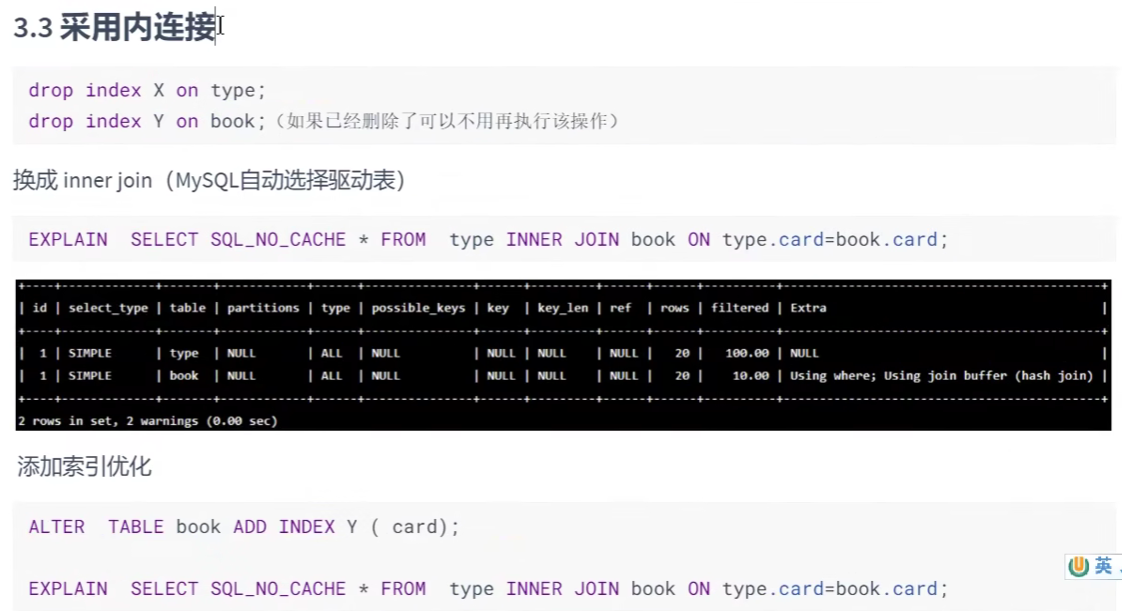 3.3 采用内连接
drop index X on type;
drop index Y on book;（如果已经删除了可以不用再执行该操作）
换成 inner join（MySQL自动选择驱动表）
EXPLAIN  SELECT SQL_NO_CACHE * FROM  type INNER JOIN book ON type.card=book.card;
+----+-------------+-------+------------+------+---------------+------+---------+------+------+----------+--------------------------------------------+
| id | select_type | table | partitions | type | possible_keys | key  | key_len | ref  | rows | filtered | Extra                                      |
+----+-------------+-------+------------+------+---------------+------+---------+------+------+----------+--------------------------------------------+
|  1 | SIMPLE      | type  | NULL       | ALL  | NULL          | NULL | NULL    | NULL |   20 |   100.00 | NULL                                       |
|  1 | SIMPLE      | book  | NULL       | ALL  | NULL          | NULL | NULL    | NULL |   20 |    10.00 | Using where; Using join buffer (hash join) |
+----+-------------+-------+------------+------+---------------+------+---------+------+------+----------+--------------------------------------------+
2 rows in set, 2 warnings (0.00 sec)
添加索引优化
ALTER  TABLE book ADD INDEX Y ( card);
英
EXPLAIN  SELECT SQL_NO_CACHE * FROM  type INNER JOIN book ON type.card=book.card;